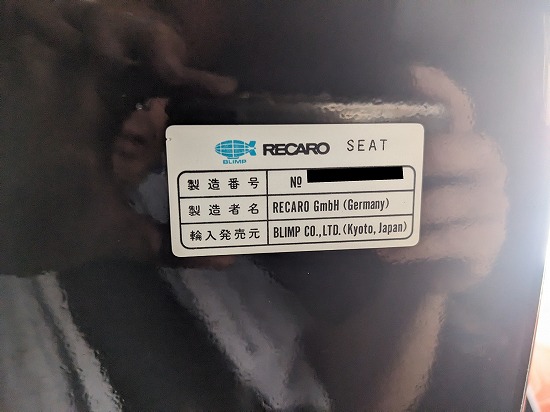 BLIMP RECARO SEAT
製造番号 №
製造者名 RECARO GmbH (Germany)
輪入発売元 BLIMP CO.,LTD. (Kyoto, Japan)